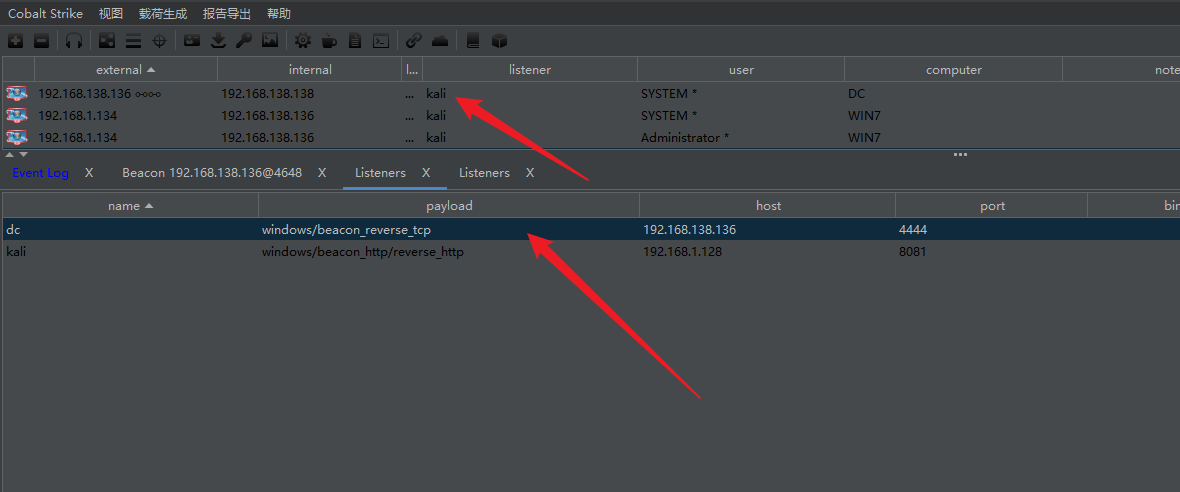 Cobalt Strike 视图 载荷生成 报告导出 帮助
external internal l... listener user computer note
192.168.138.136 192.168.138.138 ... kali SYSTEM * DC
192.168.1.134 192.168.138.136 ... kali SYSTEM * WIN7
192.168.1.134 192.168.138.136 ... kali Administrator * WIN7
Event Log X Beacon 192.168.138.136@4648 X Listeners X Listeners X
name payload host port bin
dc windows/beacon_reverse_tcp 192.168.138.136 4444
kali windows/beacon_http/reverse_http 192.168.1.128 8081